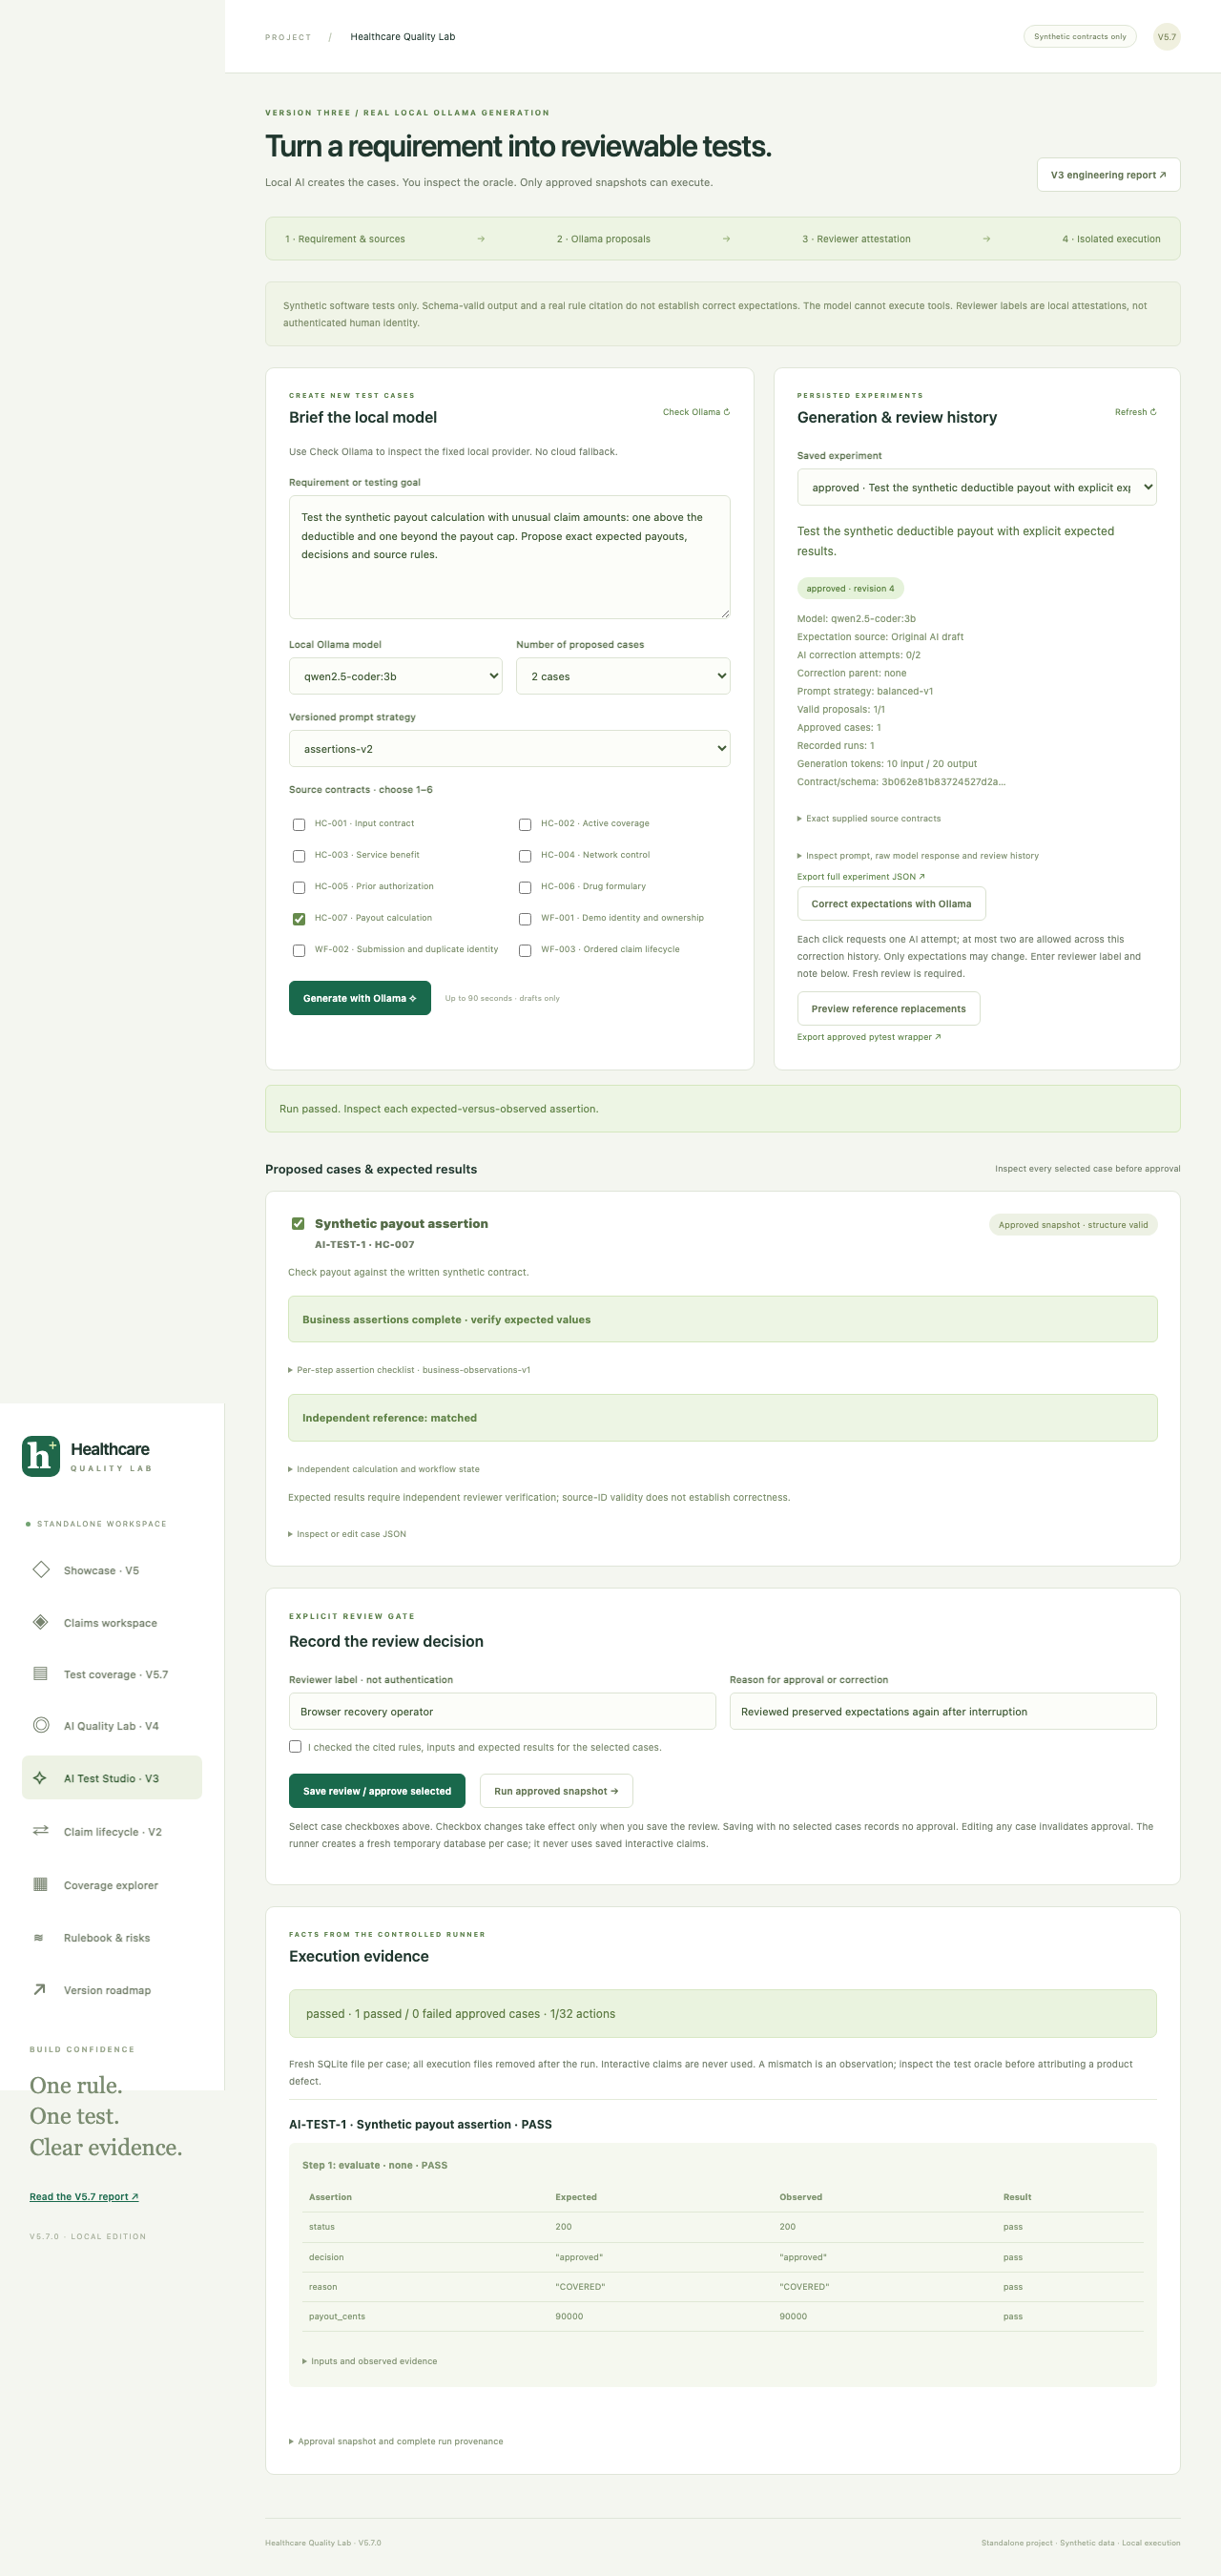 PROJECT / Healthcare Quality Lab
Synthetic contracts only
V5.7
VERSION THREE / REAL LOCAL OLLAMA GENERATION
Turn a requirement into reviewable tests.
Local AI creates the cases. You inspect the oracle. Only approved snapshots can execute.
V3 engineering report ↗
1 · Requirement & sources → 2 · Ollama proposals → 3 · Reviewer attestation → 4 · Isolated execution
Synthetic software tests only. Schema-valid output and a real rule citation do not establish correct expectations. The model cannot execute tools. Reviewer labels are local attestations, not
authenticated human identity.
CREATE NEW TEST CASES
Brief the local model
Check Ollama ↻
Use Check Ollama to inspect the fixed local provider. No cloud fallback.
Requirement or testing goal
Test the synthetic payout calculation with unusual claim amounts: one above the
deductible and one beyond the payout cap. Propose exact expected payouts,
decisions and source rules.
Local Ollama model
Number of proposed cases
qwen2.5-coder:3b
2 cases
Versioned prompt strategy
assertions-v2
Source contracts · choose 1–6
HC-001 · Input contract
HC-002 · Active coverage
HC-003 · Service benefit
HC-004 · Network control
HC-005 · Prior authorization
HC-006 · Drug formulary
HC-007 · Payout calculation
WF-001 · Demo identity and ownership
WF-002 · Submission and duplicate identity
WF-003 · Ordered claim lifecycle
Generate with Ollama ✧
Up to 90 seconds · drafts only
PERSISTED EXPERIMENTS
Generation & review history
Refresh ↻
Saved experiment
approved · Test the synthetic deductible payout with explicit exp
Test the synthetic deductible payout with explicit expected
results.
approved · revision 4
Model: qwen2.5-coder:3b
Expectation source: Original AI draft
AI correction attempts: 0/2
Correction parent: none
Prompt strategy: balanced-v1
Valid proposals: 1/1
Approved cases: 1
Recorded runs: 1
Generation tokens: 10 input / 20 output
Contract/schema: 3b062e81b83724527d2a…
▸ Exact supplied source contracts
▸ Inspect prompt, raw model response and review history
Export full experiment JSON ↗
Correct expectations with Ollama
Each click requests one AI attempt; at most two are allowed across this
correction history. Only expectations may change. Enter reviewer label and
note below. Fresh review is required.
Preview reference replacements
Export approved pytest wrapper ↗
Run passed. Inspect each expected-versus-observed assertion.
Proposed cases & expected results
Inspect every selected case before approval
Synthetic payout assertion
Approved snapshot · structure valid
AI-TEST-1 · HC-007
Check payout against the written synthetic contract.
Business assertions complete · verify expected values
▸ Per-step assertion checklist · business-observations-v1
Independent reference: matched
▸ Independent calculation and workflow state
Expected results require independent reviewer verification; source-ID validity does not establish correctness.
▸ Inspect or edit case JSON
EXPLICIT REVIEW GATE
Record the review decision
Reviewer label · not authentication
Reason for approval or correction
Browser recovery operator
Reviewed preserved expectations again after interruption
I checked the cited rules, inputs and expected results for the selected cases.
Save review / approve selected
Run approved snapshot →
Select case checkboxes above. Checkbox changes take effect only when you save the review. Saving with no selected cases records no approval. Editing any case invalidates approval. The
runner creates a fresh temporary database per case; it never uses saved interactive claims.
FACTS FROM THE CONTROLLED RUNNER
Execution evidence
passed · 1 passed / 0 failed approved cases · 1/32 actions
Fresh SQLite file per case; all execution files removed after the run. Interactive claims are never used. A mismatch is an observation; inspect the test oracle before attributing a product
defect.
AI-TEST-1 · Synthetic payout assertion · PASS
Step 1: evaluate · none · PASS
Assertion Expected Observed Result
status 200 200 pass
decision "approved" "approved" pass
reason "COVERED" "COVERED" pass
payout_cents 90000 90000 pass
▸ Inputs and observed evidence
▸ Approval snapshot and complete run provenance
Healthcare Quality Lab · V5.7.0
Standalone project · Synthetic data · Local execution
h+
Healthcare
QUALITY LAB
STANDALONE WORKSPACE
Showcase · V5
Claims workspace
Test coverage · V5.7
AI Quality Lab · V4
AI Test Studio · V3
Claim lifecycle · V2
Coverage explorer
Rulebook & risks
Version roadmap
BUILD CONFIDENCE
One rule.
One test.
Clear evidence.
Read the V5.7 report ↗
V5.7.0 · LOCAL EDITION